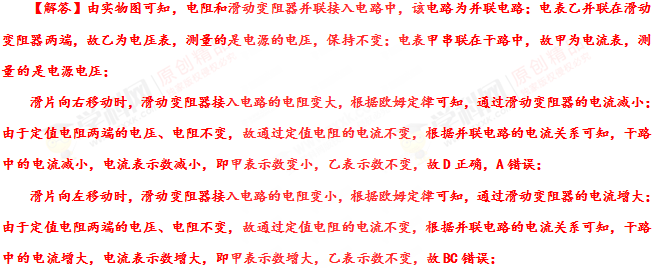 【解答】由实物图可知，电阻和滑动变阻器并联接入电路中，该电路为并联电路；电表乙并联在滑动
变阻器两端，故乙为电压表，测量的是电源的电压，保持不变；电表甲串联在干路中，故甲为电流表，测
量的是电源电压；
滑片向右移动时，滑动变阻器接入电路的电阻变大，根据欧姆定律可知，通过滑动变阻器的电流减小；
由于定值电阻两端的电压、电阻不变，故通过定值电阻的电流不变，根据并联电路的电流关系可知，干路
中的电流减小，电流表示数减小，即甲表示数变小，乙表示数不变，故 D 正确，A 错误；
滑片向左移动时，滑动变阻器接入电路的电阻变小，根据欧姆定律可知，通过滑动变阻器的电流增大；
由于定值电阻两端的电压、电阻不变，故通过定值电阻的电流不变，根据并联电路的电流关系可知，干路
中的电流增大，电流表示数增大，即甲表示数增大，乙表示数不变，故 BC 错误；